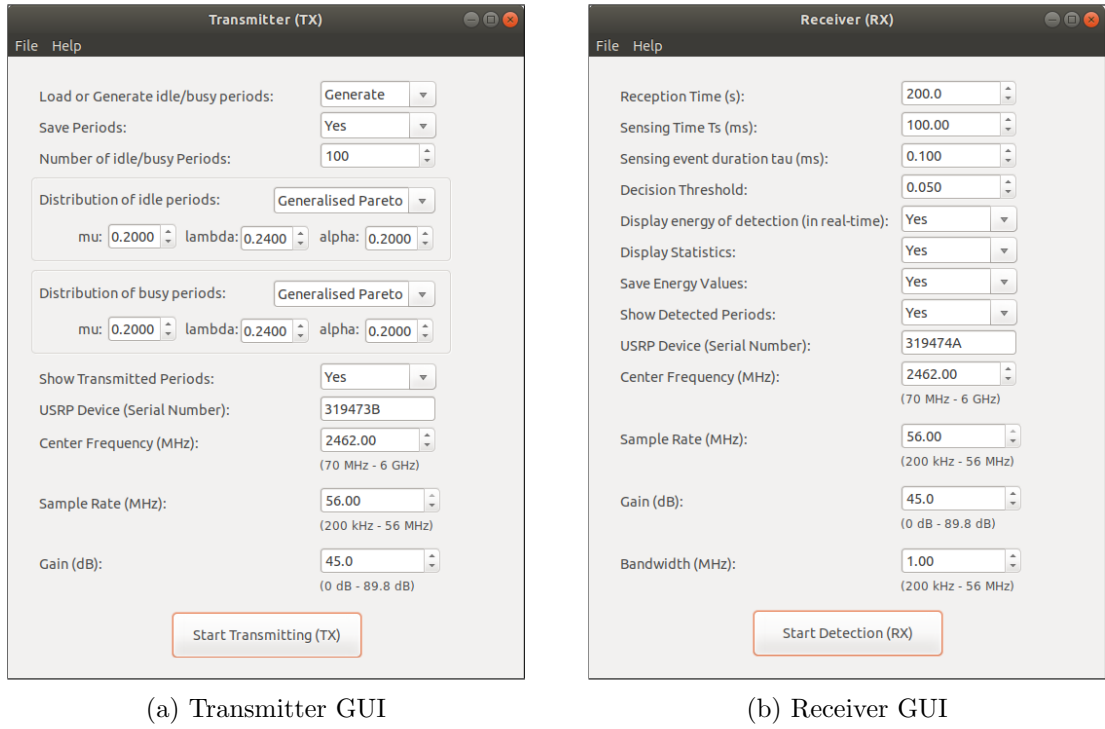 Transmitter (TX)
File Help
Load or Generate idle/busy periods: Generate
Save Periods: Yes
Number of idle/busy Periods: 100
Distribution of idle periods: Generalised Pareto
mu: 0.2000 lambda: 0.2400 alpha: 0.2000
Distribution of busy periods: Generalised Pareto
mu: 0.2000 lambda: 0.2400 alpha: 0.2000
Show Transmitted Periods: Yes
USRP Device (Serial Number): 319473B
Center Frequency (MHz): 2462.00
(70 MHz - 6 GHz)
Sample Rate (MHz): 56.00
(200 kHz - 56 MHz)
Gain (dB): 45.0
(0 dB - 89.8 dB)
Start Transmitting (TX)
(a) Transmitter GUI
Receiver (RX)
File Help
Reception Time (s): 200.0
Sensing Time Ts (ms): 100.00
Sensing event duration tau (ms): 0.100
Decision Threshold: 0.050
Display energy of detection (in real-time): Yes
Display Statistics: Yes
Save Energy Values: Yes
Show Detected Periods: Yes
USRP Device (Serial Number): 319474A
Center Frequency (MHz): 2462.00
(70 MHz - 6 GHz)
Sample Rate (MHz): 56.00
(200 kHz - 56 MHz)
Gain (dB): 45.0
(0 dB - 89.8 dB)
Bandwidth (MHz): 1.00
(200 kHz - 56 MHz)
Start Detection (RX)
(b) Receiver GUI